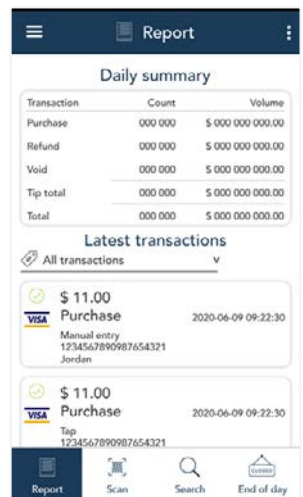 Report
Daily summary
Transaction Count Volume
Purchase 000 000 $ 000 000 000.00
Refund 000 000 $ 000 000 000.00
Void 000 000 $ 000 000 000.00
Tip total 000 000 $ 000 000 000.00
Total 000 000 $ 000 000 000.00
Latest transactions
All transactions v
$ 11.00
VISA Purchase 2020-06-09 09:22:30
Manual entry
1234567890987654321
Jordan
$ 11.00
VISA Purchase 2020-06-09 09:22:30
Tap
1234567890987654321
CLOSED
Report Scan Search End of day